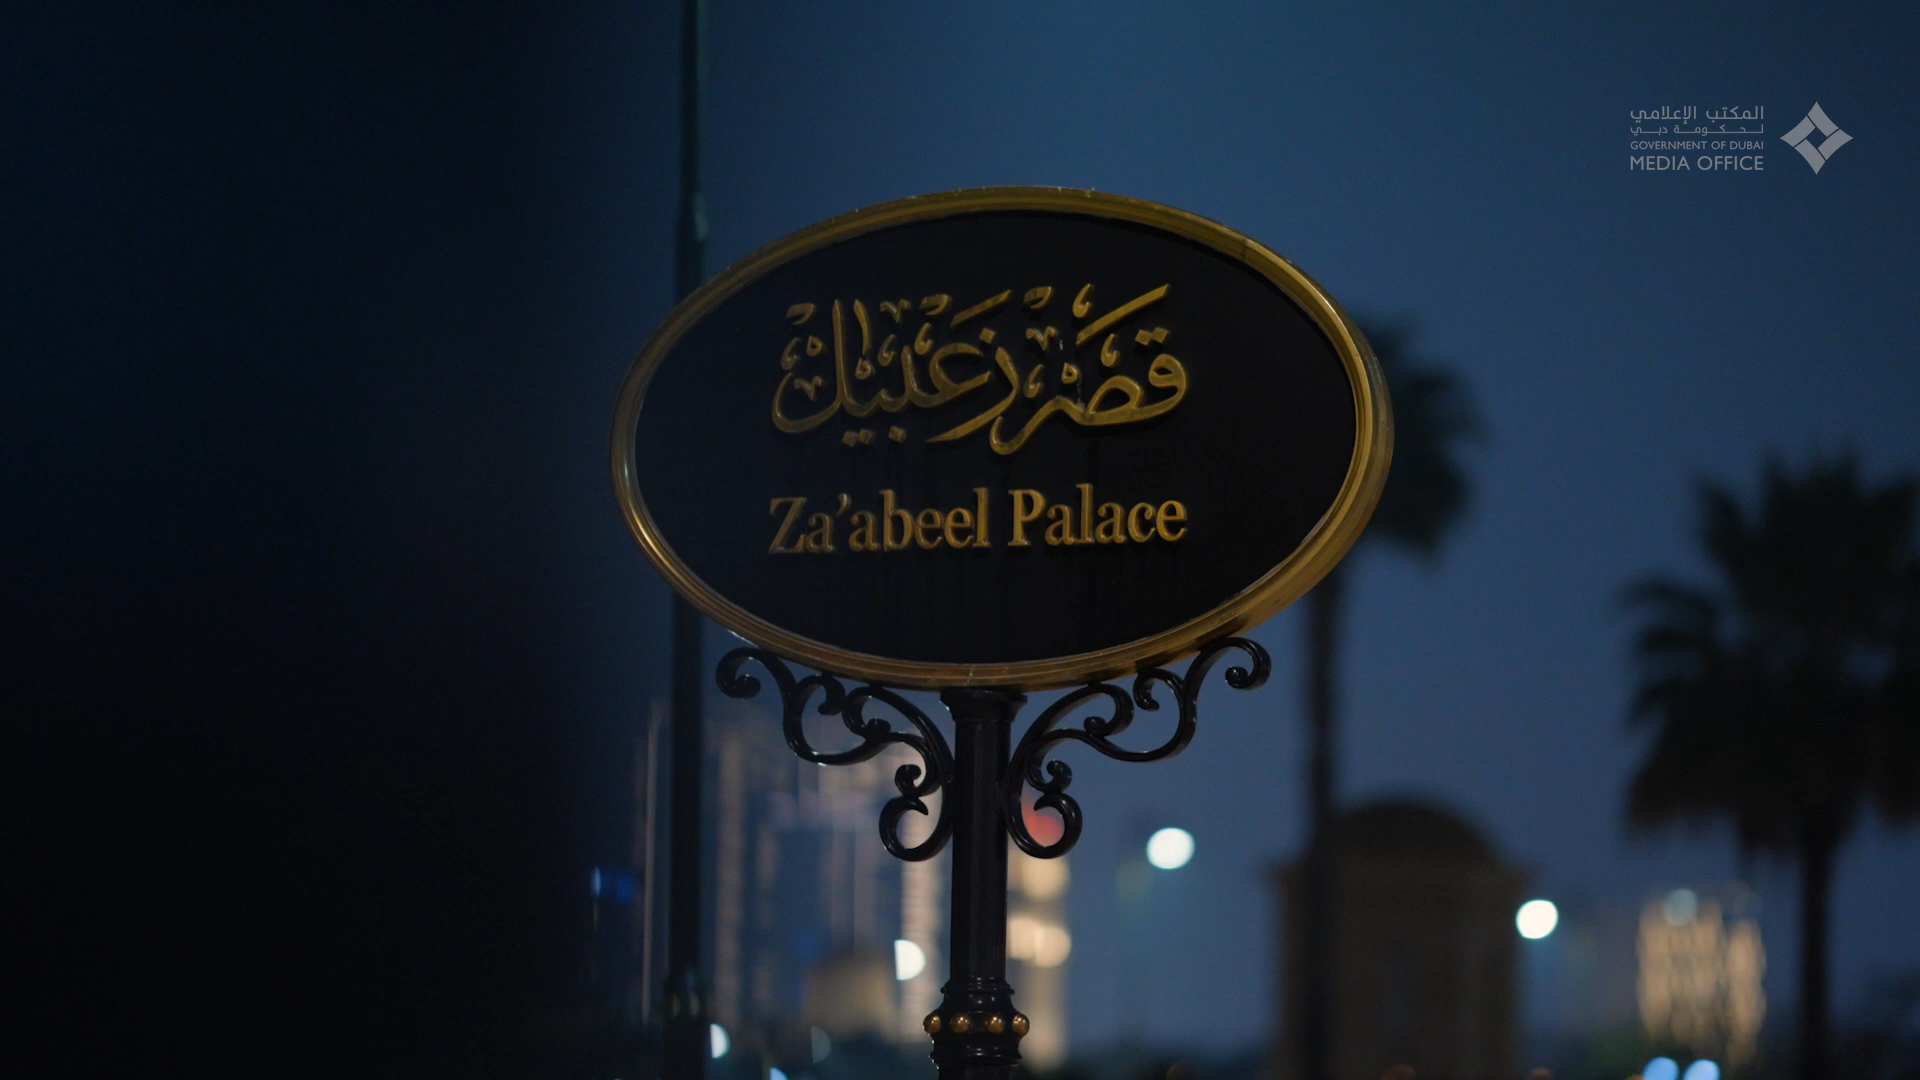 قصر زعبيل
Za'abeel Palace
المكتب الإعلامي
لحكومة دبي
GOVERNMENT OF DUBAI
MEDIA OFFICE